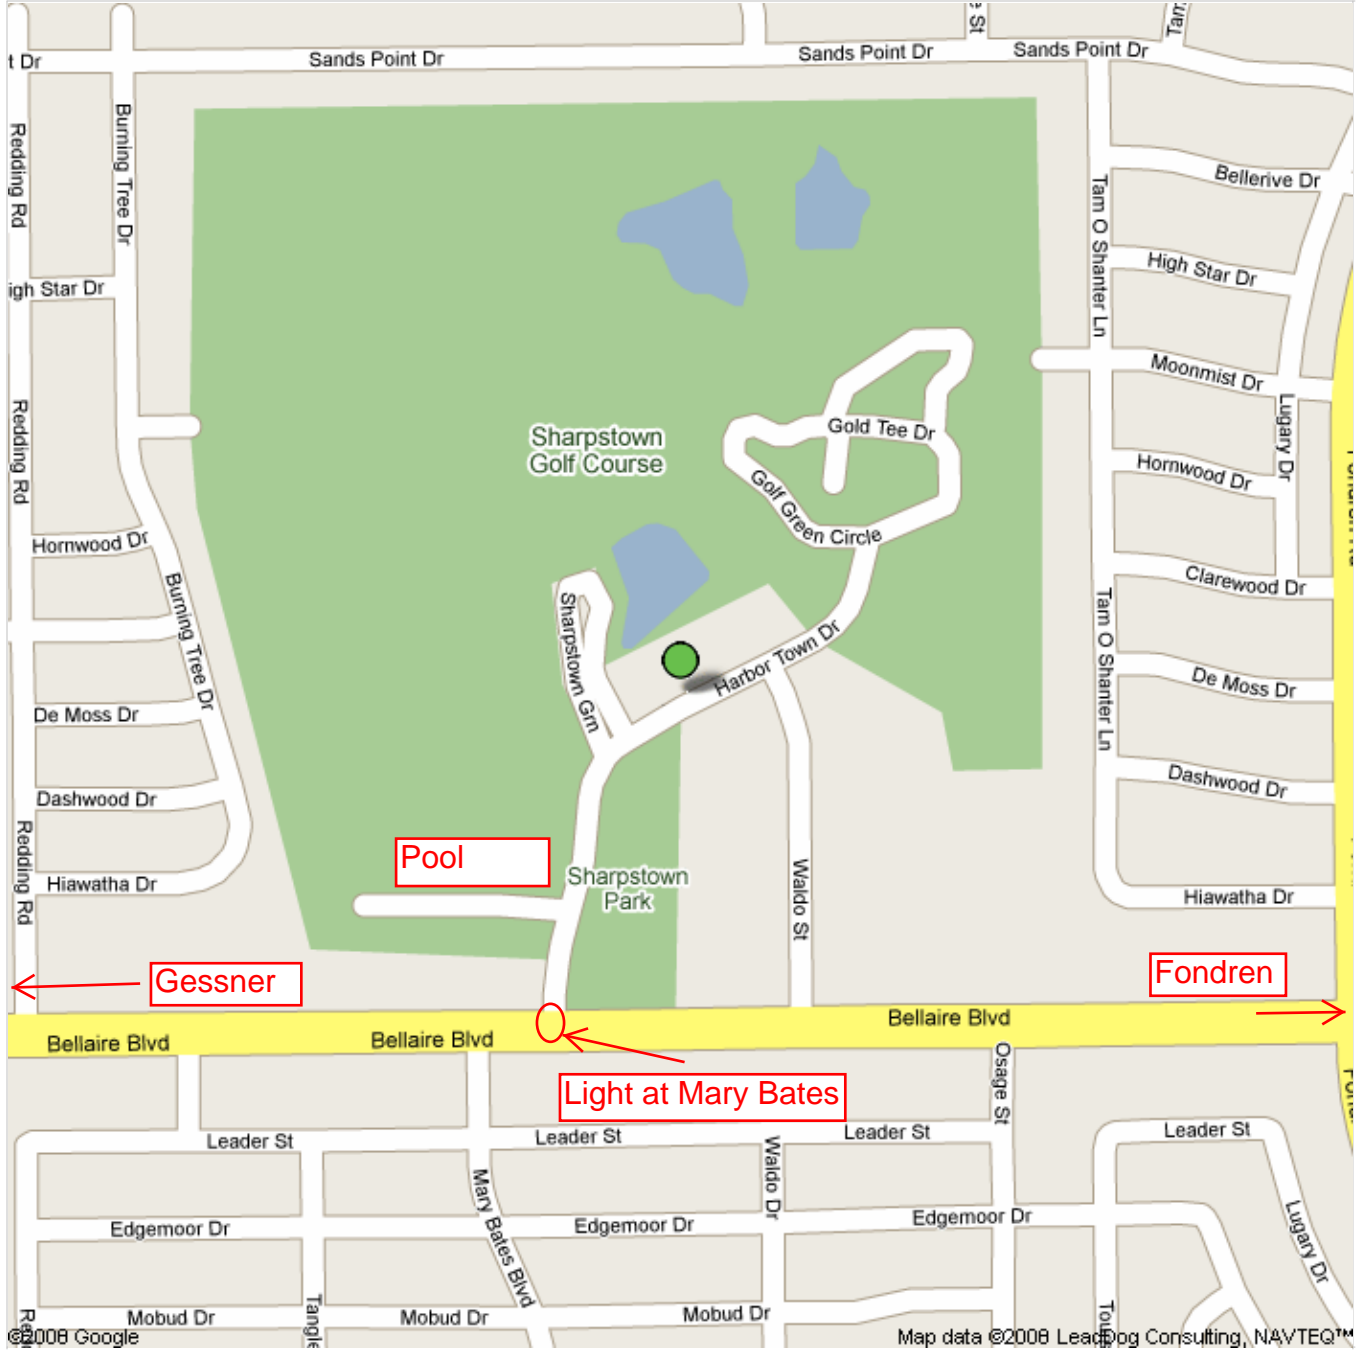 e St
Tam
t Dr
Sands Point Dr
Sands Point Dr
Sands Point Dr
Redding Rd
Burning Tree Dr
Tam O Shanter Ln
Bellerive Dr
High Star Dr
igh Star Dr
Moonmist Dr
Lugary Dr
Redding Rd
Sharpstown
Golf Course
Gold Tee Dr
Hornwood Dr
Golf Green Circle
Hornwood Dr
Burning Tree Dr
Clarewood Dr
Sharpstown Grn
Harbor Town Dr
Tam O Shanter Ln
De Moss Dr
De Moss Dr
Dashwood Dr
Dashwood Dr
Redding Rd
Pool
Sharpstown
Park
Waldo St
Hiawatha Dr
Hiawatha Dr
Gessner
Fondren
Bellaire Blvd
Bellaire Blvd
Bellaire Blvd
Light at Mary Bates
Osage St
Leader St
Leader St
Leader St
Leader St
Waldo Dr
Mary Bates Blvd
Edgemoor Dr
Edgemoor Dr
Edgemoor Dr
Lugary Dr
Mobud Dr
Mobud Dr
Mobud Dr
Tangle
©2008 Google
Map data ©2008 LeadDog Consulting, NAVTEQ™